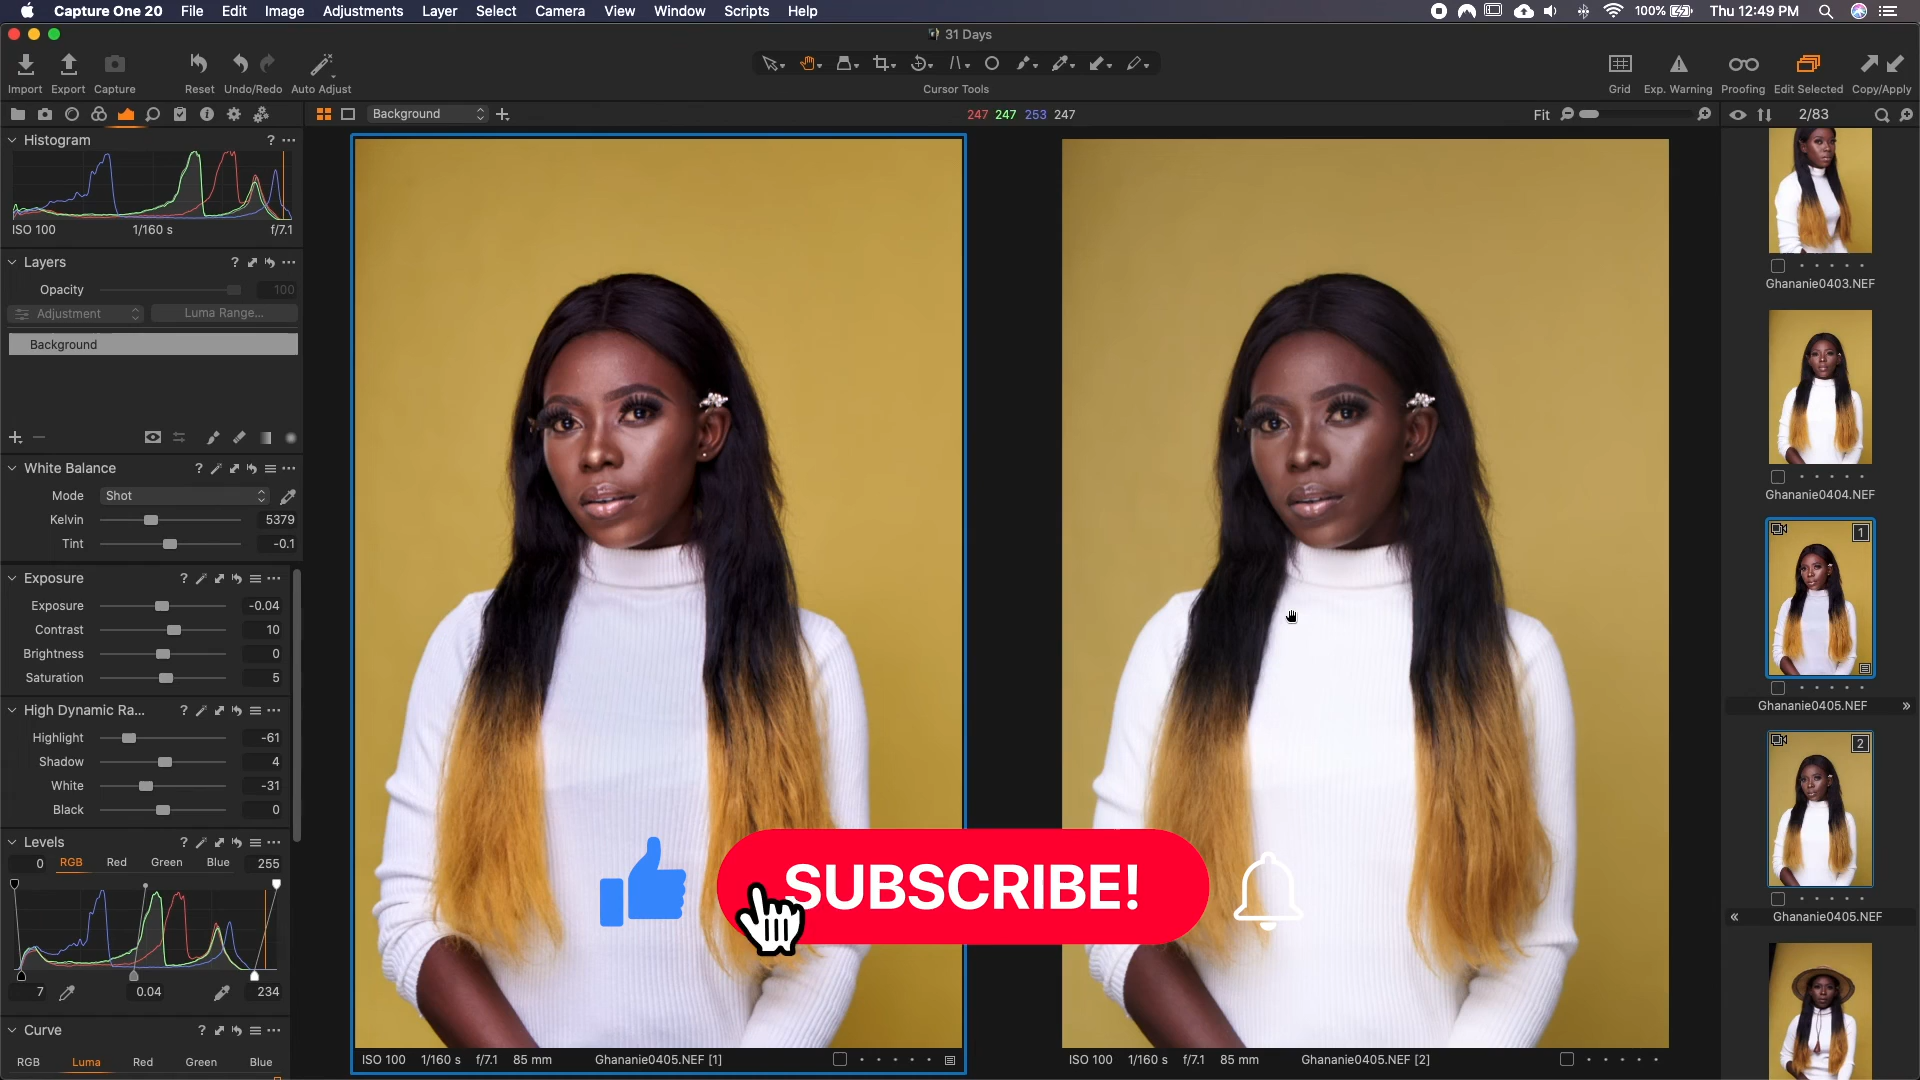 Capture One 20 File Edit Image Adjustments Layer Select Camera View Window Scripts Help 100% Thu 12:49 PM
31 Days
Import Export Capture Reset Undo/Redo Auto Adjust Cursor Tools Grid Exp. Warning Proofing Edit Selected Copy/Apply
Background 247 247 253 247 Fit 2/83
Histogram ?
ISO 100 1/160 s f/7.1
Layers ?
Opacity 100
Adjustment Luma Range...
Background
White Balance ?
Mode Shot
Kelvin 5379
Tint -0.1
Exposure ?
Exposure -0.04
Contrast 10
Brightness 0
Saturation 5
High Dynamic Ra... ?
Highlight -61
Shadow 4
White -31
Black 0
Levels ?
0 RGB Red Green Blue 255
7 0.04 234
Curve ?
RGB Luma Red Green Blue
SUBSCRIBE!
ISO 100 1/160 s f/7.1 85 mm Ghananie0405.NEF [1]
ISO 100 1/160 s f/7.1 85 mm Ghananie0405.NEF [2]
Ghananie0403.NEF
Ghananie0404.NEF
1
Ghananie0405.NEF »
2
« Ghananie0405.NEF